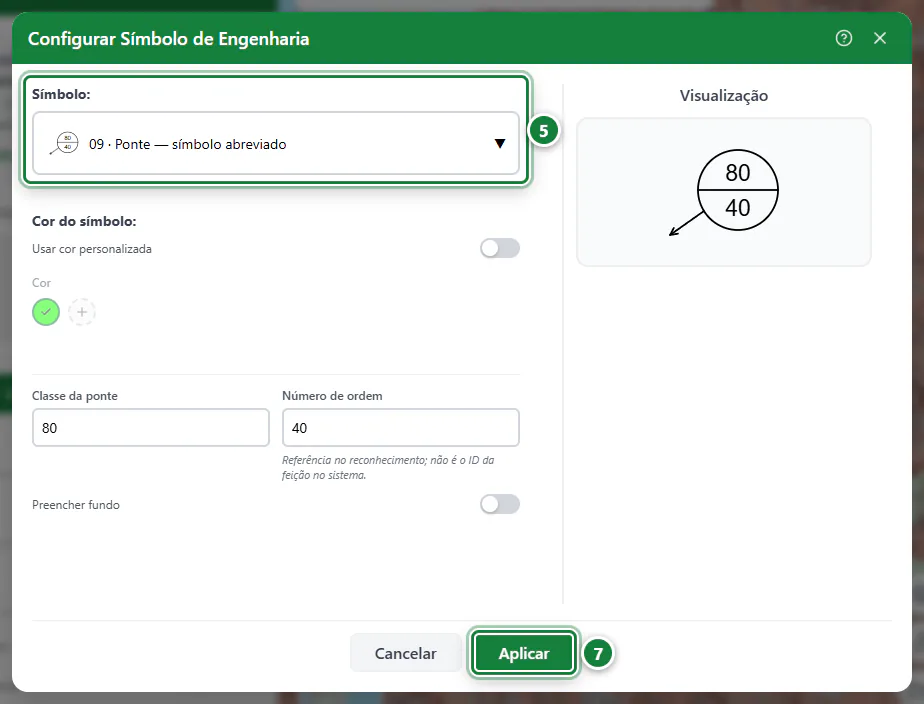 Configurar Símbolo de Engenharia
Símbolo:
80
40
09 · Ponte — símbolo abreviado
5
Cor do símbolo:
Usar cor personalizada
Cor
Classe da ponte
80
Número de ordem
40
Referência no reconhecimento; não é o ID da
feição no sistema.
Preencher fundo
Visualização
80
40
Cancelar
Aplicar
7